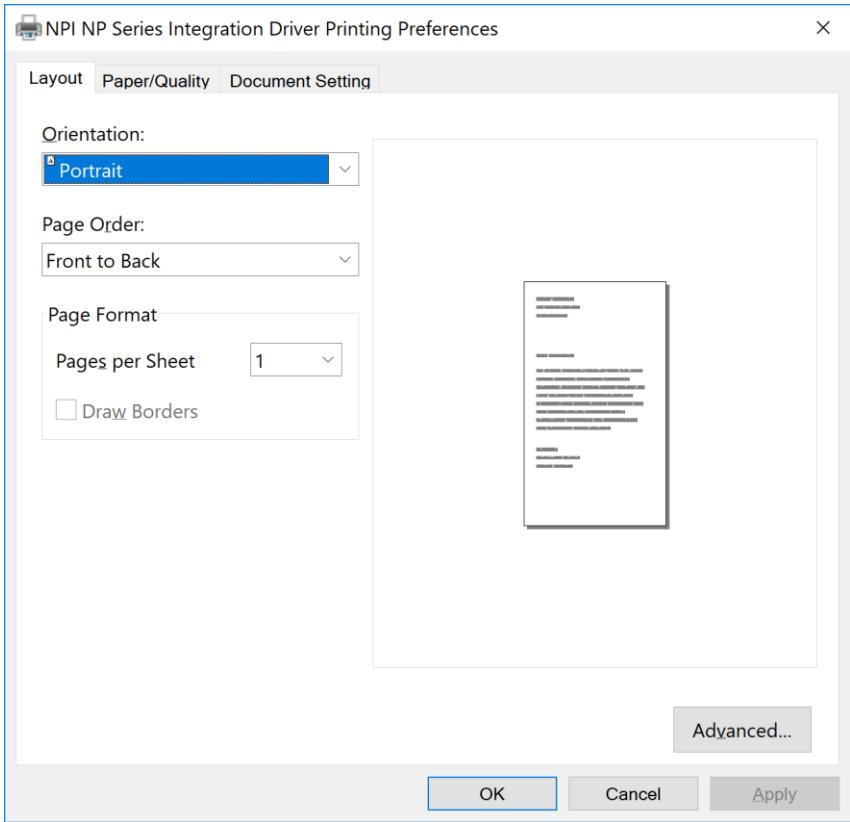 NPI NP Series Integration Driver Printing Preferences
Layout Paper/Quality Document Setting
Orientation:
Portrait
Page Order:
Front to Back
Page Format
Pages per Sheet 1
Draw Borders
Advanced...
OK Cancel Apply